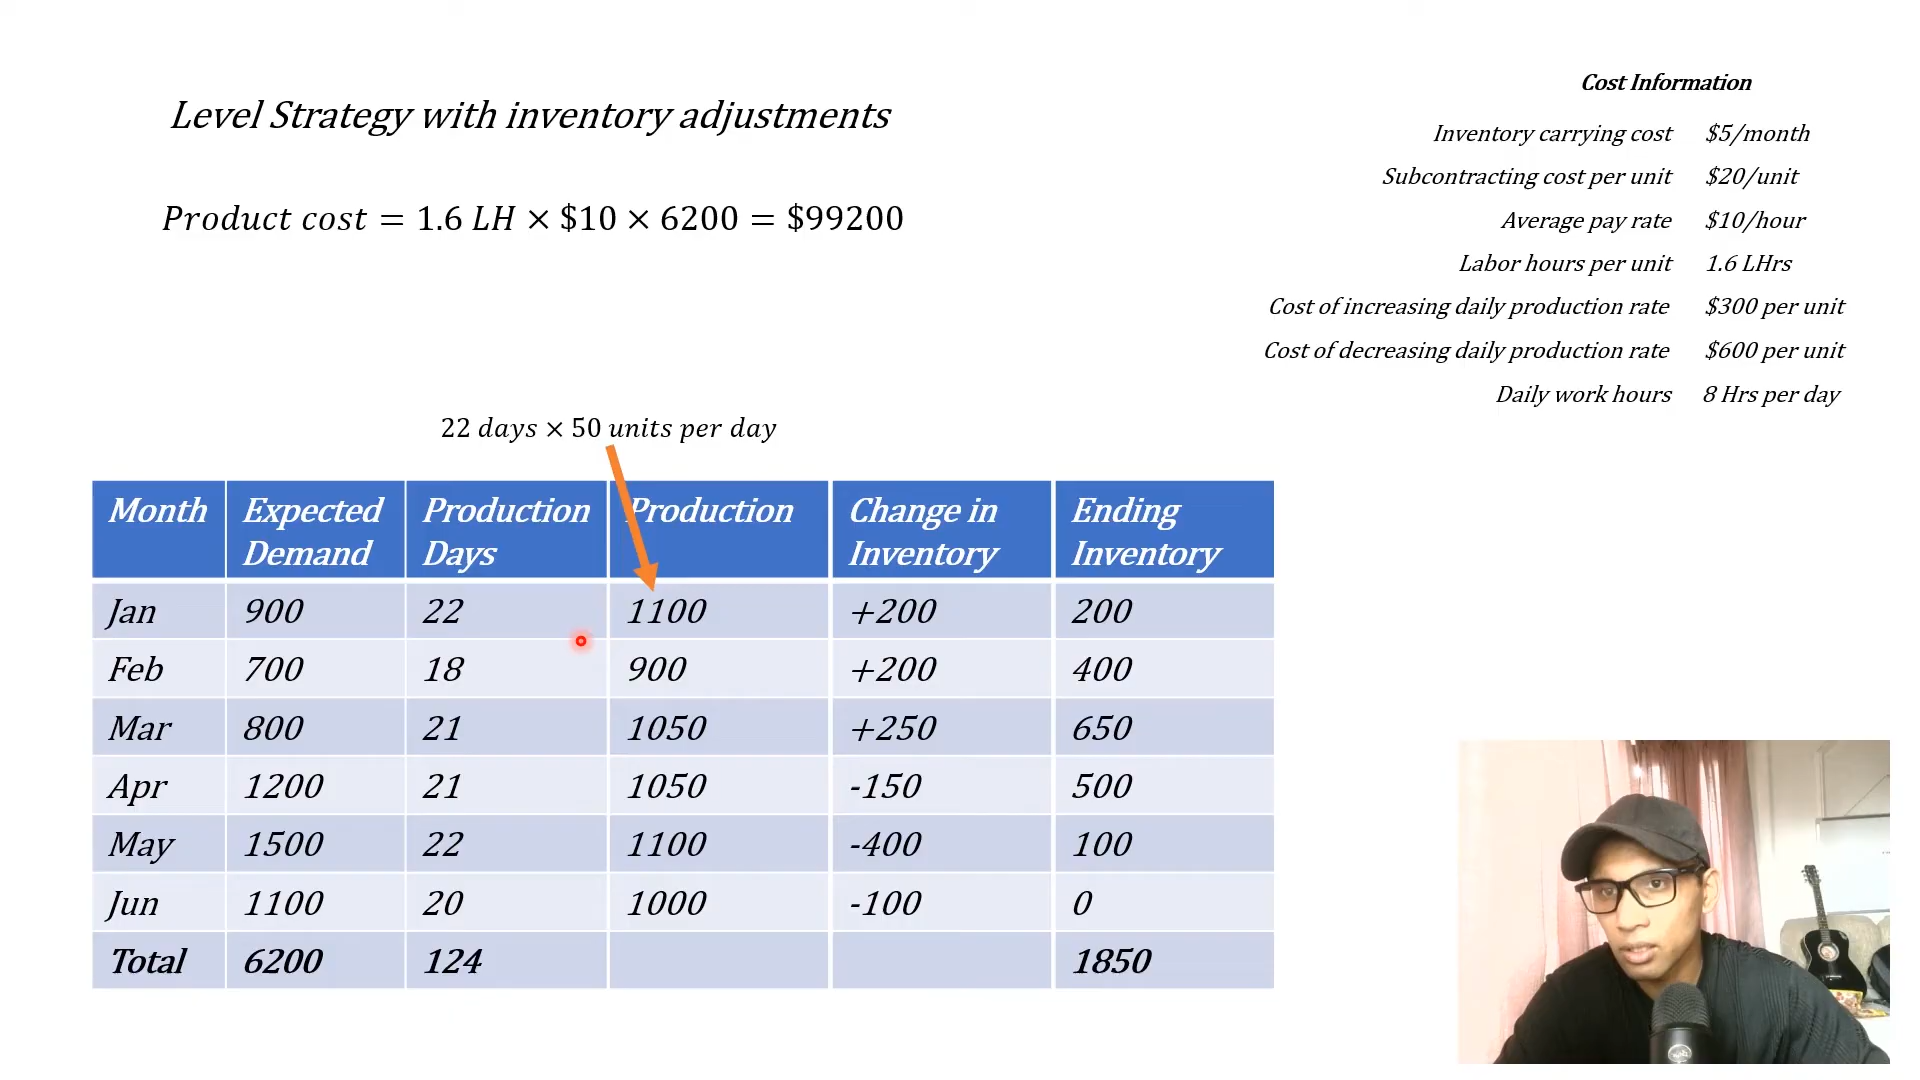 Level Strategy with inventory adjustments
Product cost = 1.6 LH × $10 × 6200 = $99200
Cost Information
Inventory carrying cost $5/month
Subcontracting cost per unit $20/unit
Average pay rate $10/hour
Labor hours per unit 1.6 LHrs
Cost of increasing daily production rate $300 per unit
Cost of decreasing daily production rate $600 per unit
Daily work hours 8 Hrs per day
22 days × 50 units per day
Month Expected Demand Production Days Production Change in Inventory Ending Inventory
Jan 900 22 1100 +200 200
Feb 700 18 900 +200 400
Mar 800 21 1050 +250 650
Apr 1200 21 1050 -150 500
May 1500 22 1100 -400 100
Jun 1100 20 1000 -100 0
Total 6200 124 1850